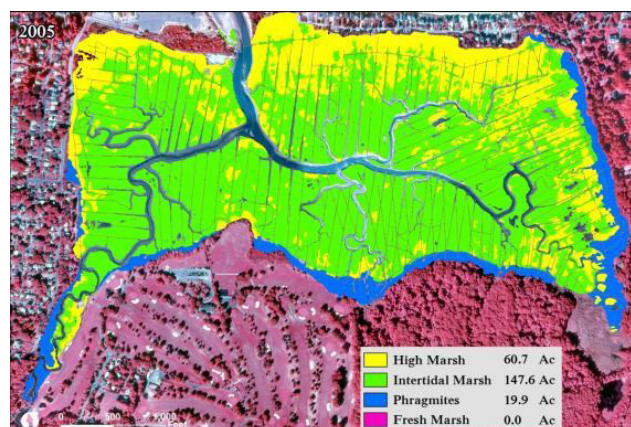 2005
High Marsh 60.7 Ac
Intertidal Marsh 147.6 Ac
Phragmites 19.9 Ac
Fresh Marsh 0.0 Ac
0 500 1,000
Feet